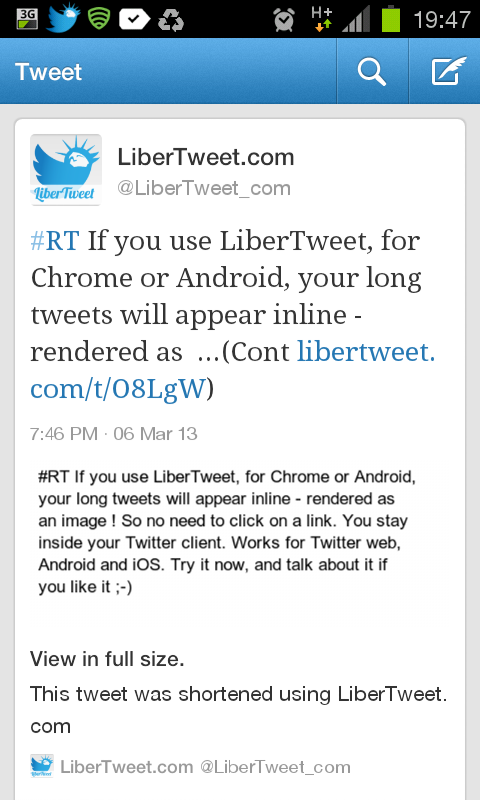 3G H+ 19:47
Tweet
LiberTweet
LiberTweet.com
@LiberTweet_com
#RT If you use LiberTweet, for
Chrome or Android, your long
tweets will appear inline -
rendered as  ...(Cont libertweet.
com/t/O8LgW)
7:46 PM · 06 Mar 13
#RT If you use LiberTweet, for Chrome or Android,
your long tweets will appear inline - rendered as
an image ! So no need to click on a link. You stay
inside your Twitter client. Works for Twitter web,
Android and iOS. Try it now, and talk about it if
you like it ;-)
View in full size.
This tweet was shortened using LiberTweet.
com
LiberTweet.com @LiberTweet_com